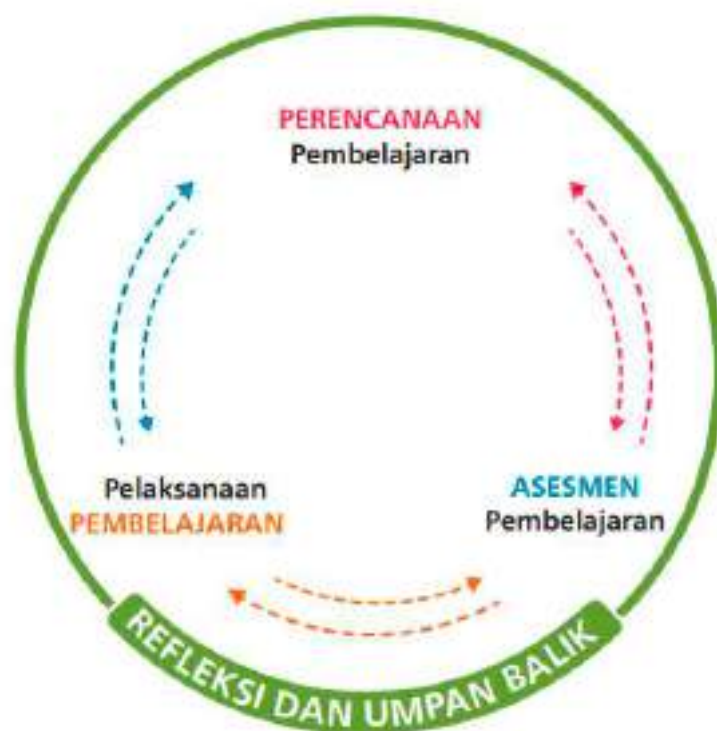 PERENCANAAN
Pembelajaran
Pelaksanaan
PEMBELAJARAN
ASESMEN
Pembelajaran
REFLEKSI DAN UMPAN BALIK